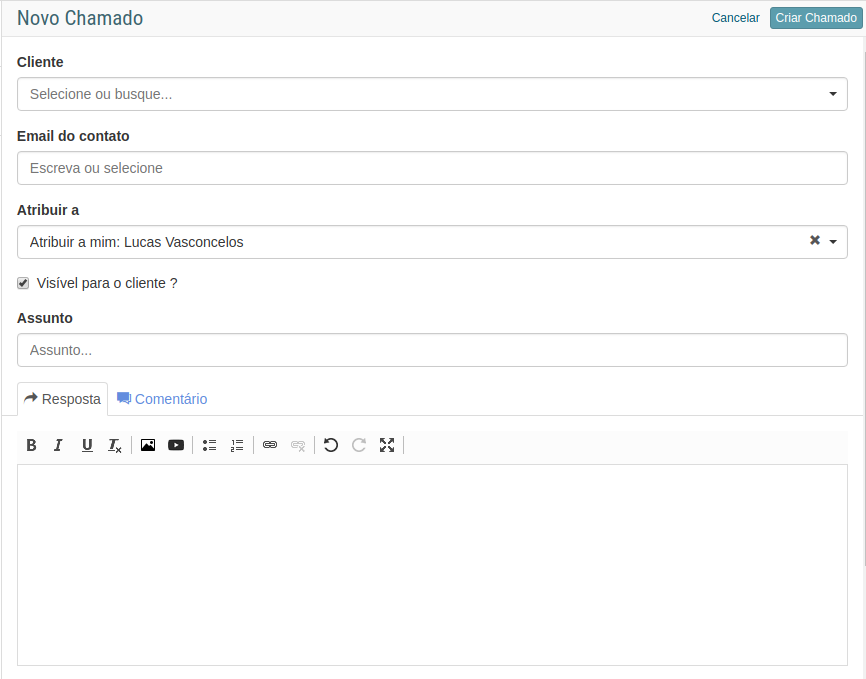 Novo Chamado
Cancelar
Criar Chamado
Cliente
Selecione ou busque...
Email do contato
Escreva ou selecione
Atribuir a
Atribuir a mim: Lucas Vasconcelos
Visível para o cliente ?
Assunto
Assunto...
Resposta
Comentário